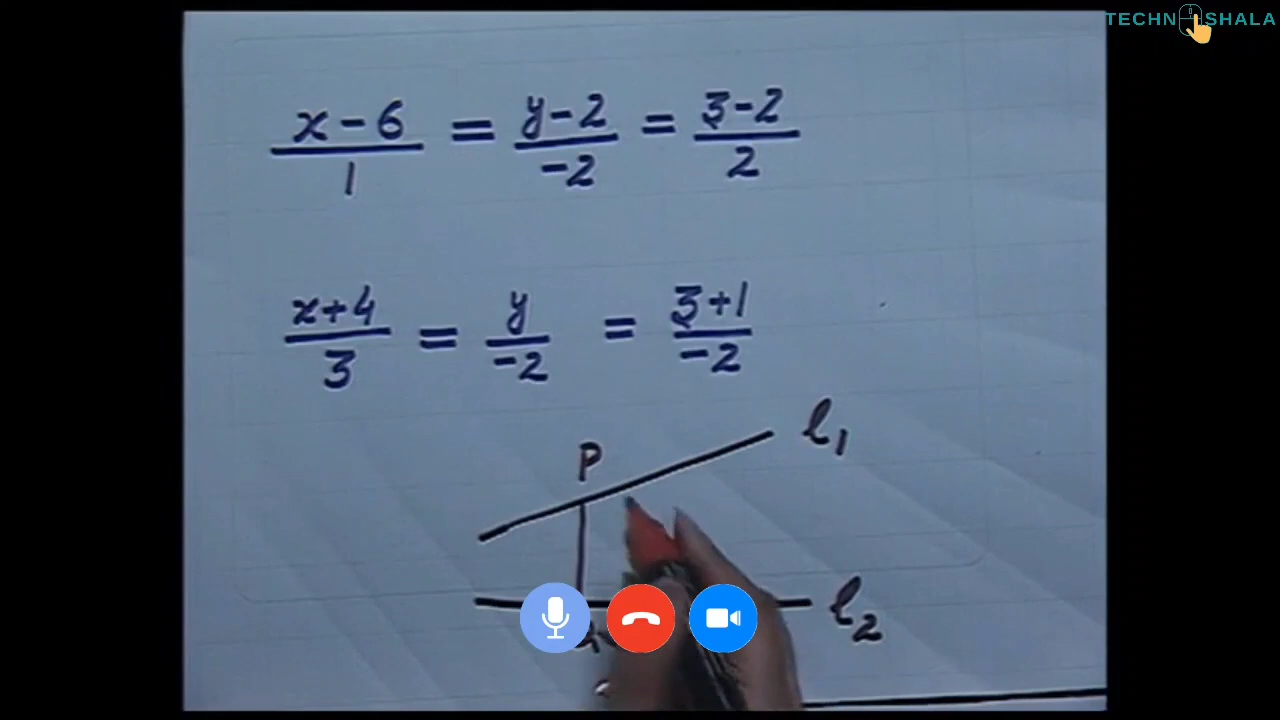 TECHNOSHALA
x-6/1 = y-2/-2 = z-2/2
x+4/3 = y/-2 = z+1/-2
P
l1
l2